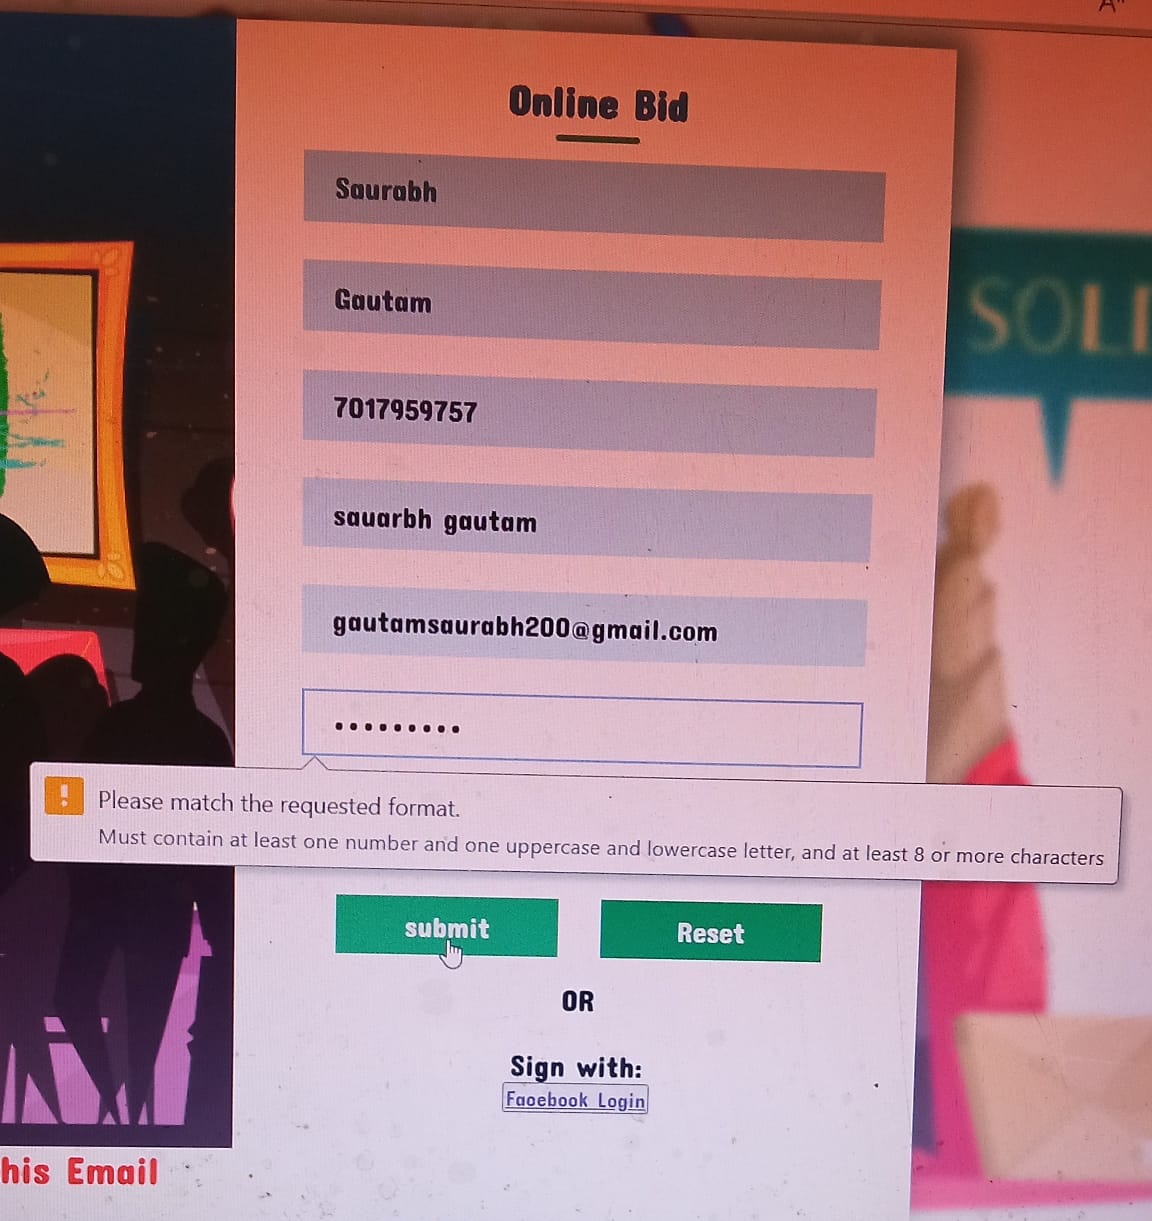 Online Bid
Saurabh
Gautam
7017959757
sauarbh gautam
gautamsaurabh200@gmail.com
•••••••••
Please match the requested format.
Must contain at least one number and one uppercase and lowercase letter, and at least 8 or more characters
submit
Reset
OR
Sign with:
Facebook Login
his Email
SOLI